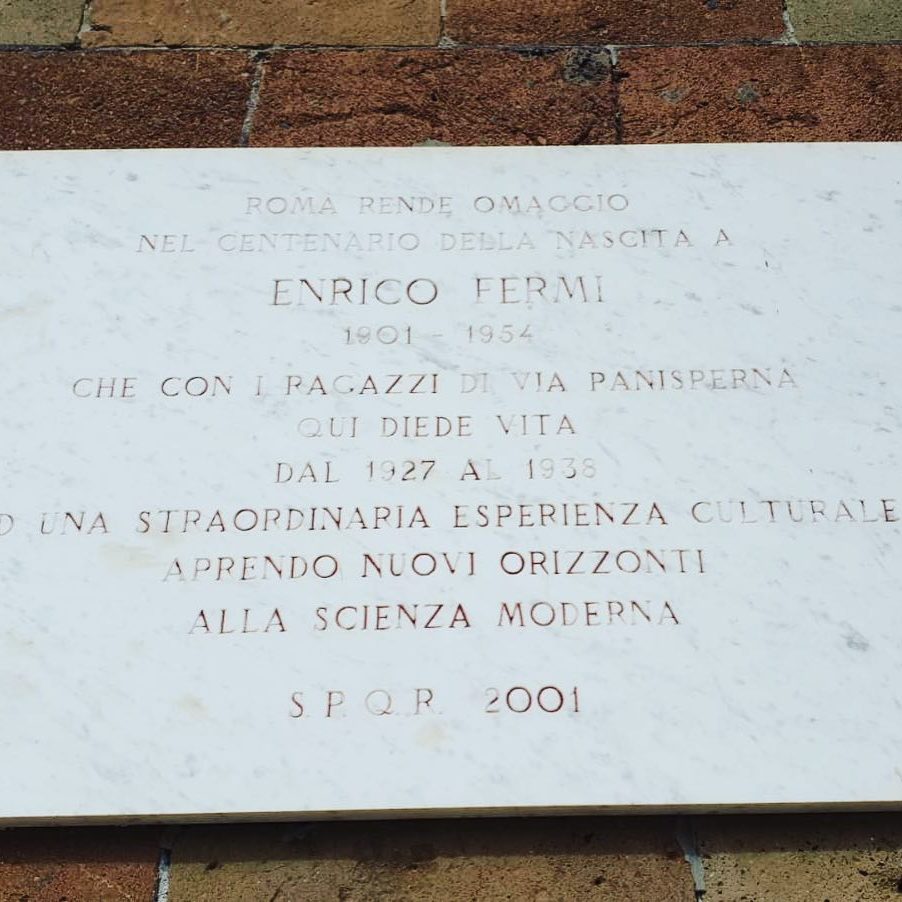 ROMA RENDE OMAGGIO
NEL CENTENARIO DELLA NASCITA A
ENRICO FERMI
1901 - 1954
CHE CON I RAGAZZI DI VIA PANISPERNA
QUI DIEDE VITA
DAL 1927 AL 1938
D UNA STRAORDINARIA ESPERIENZA CULTURALE
APRENDO NUOVI ORIZZONTI
ALLA SCIENZA MODERNA
S.P.Q.R. 2001